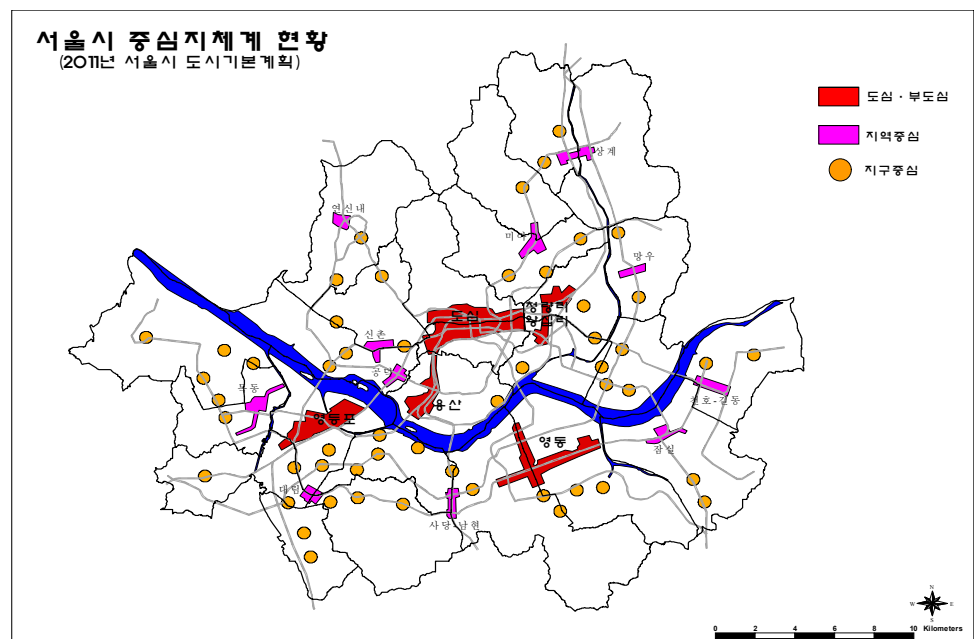 서울시 중심지체계 현황
(2011년 서울시 도시기본계획)
도심 · 부도심
지역중심
지구중심
상계
연신내
미아
망우
청량리
왕십리
도심
신촌
공덕
목동
용산
영등포
천호-길동
영동
잠실
대림
사당-남현
N
W
E
S
0 2 4 6 8 10 Kilometers